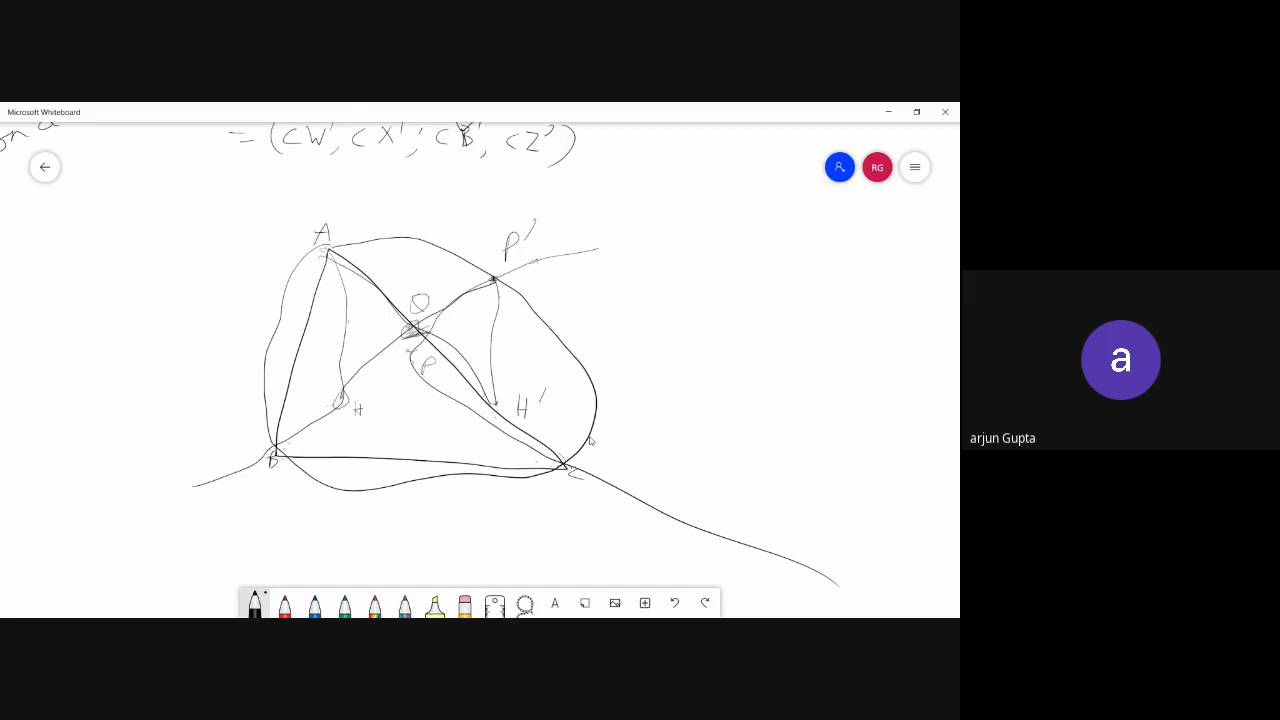 Microsoft Whiteboard
= (CW', CX'; CY', CZ')
RG
A
P'
O
P
H
H'
B
C
a
arjun Gupta
A